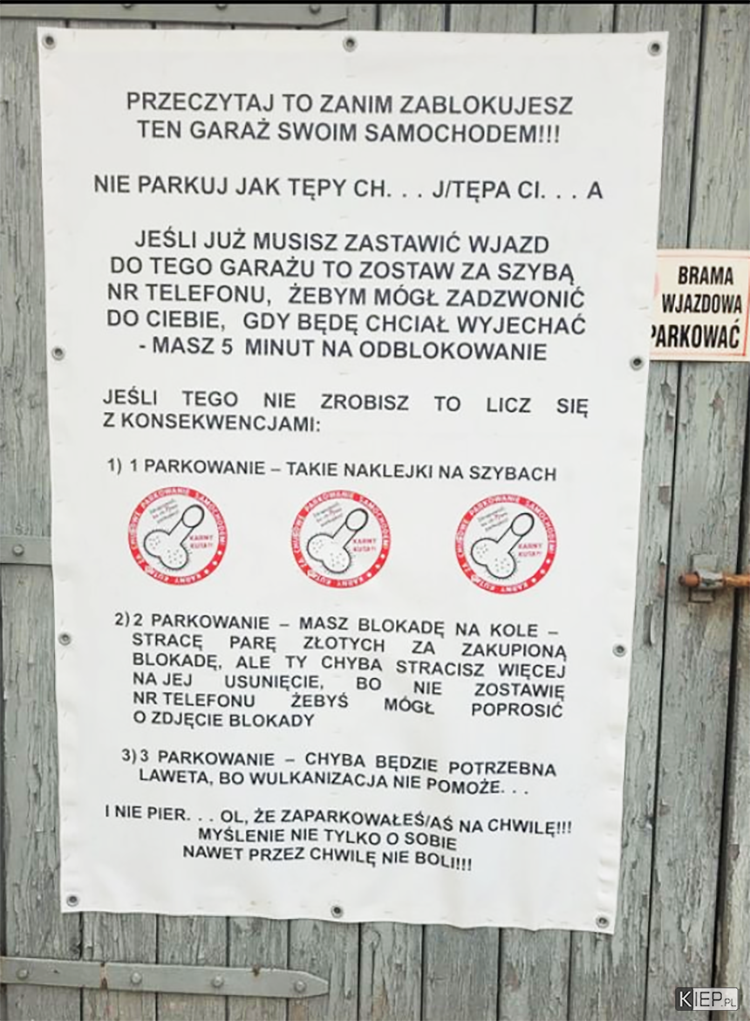 PRZECZYTAJ TO ZANIM ZABLOKUJESZ
TEN GARAŻ SWOIM SAMOCHODEM!!!
NIE PARKUJ JAK TĘPY CH. . . J/TĘPA CI. . . A
JEŚLI JUŻ MUSISZ ZASTAWIĆ WJAZD
DO TEGO GARAŻU TO ZOSTAW ZA SZYBĄ
NR TELEFONU, ŻEBYM MÓGŁ ZADZWONIĆ
DO CIEBIE, GDY BĘDĘ CHCIAŁ WYJECHAĆ
- MASZ 5 MINUT NA ODBLOKOWANIE
JEŚLI TEGO NIE ZROBISZ TO LICZ SIĘ
Z KONSEKWENCJAMI:
1) 1 PARKOWANIE – TAKIE NAKLEJKI NA SZYBACH
2) 2 PARKOWANIE – MASZ BLOKADĘ NA KOLE –
STRACĘ PARĘ ZŁOTYCH ZA ZAKUPIONĄ
BLOKADĘ, ALE TY CHYBA STRACISZ WIĘCEJ
NA JEJ USUNIĘCIE, BO NIE ZOSTAWIĘ
NR TELEFONU ŻEBYŚ MÓGŁ POPROSIĆ
O ZDJĘCIE BLOKADY
3) 3 PARKOWANIE – CHYBA BĘDZIE POTRZEBNA
LAWETA, BO WULKANIZACJA NIE POMOŻE. . .
I NIE PIER. . . OL, ŻE ZAPARKOWAŁEŚ/AŚ NA CHWILĘ!!!
MYŚLENIE NIE TYLKO O SOBIE
NAWET PRZEZ CHWILĘ NIE BOLI!!!
BRAMA
WJAZDOWA
PARKOWAĆ
KIEP.PL